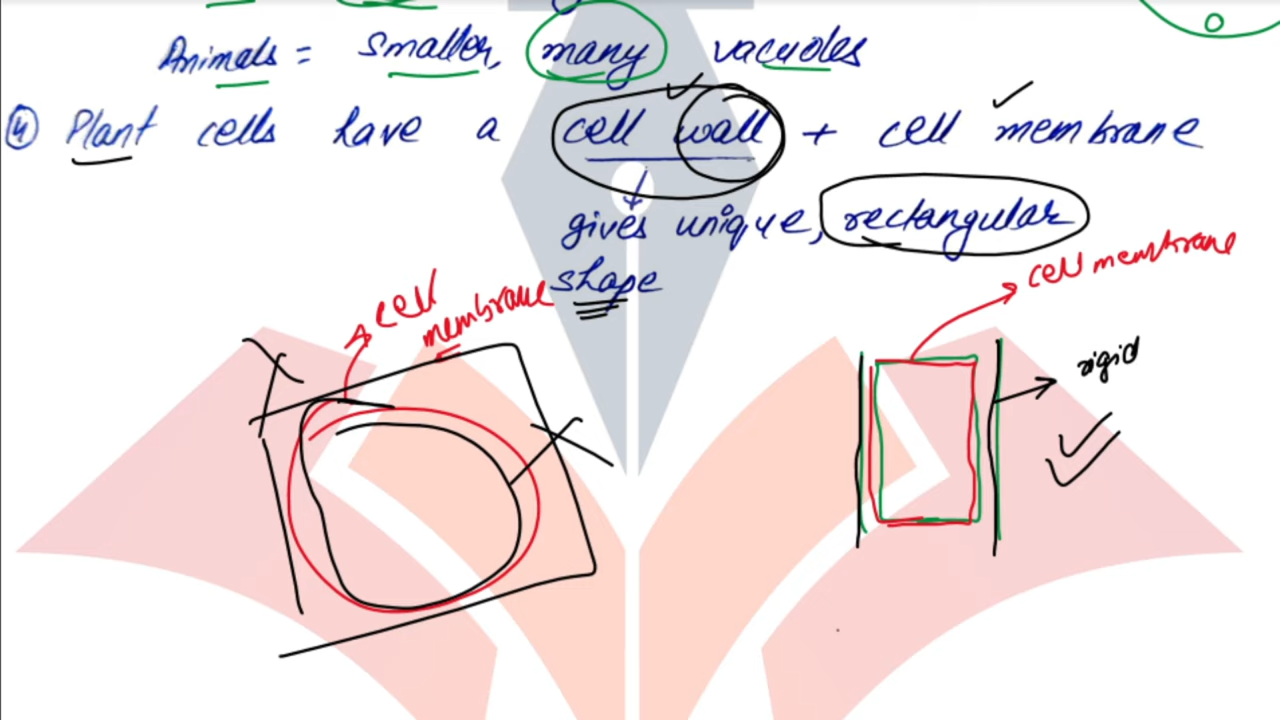 Animals = smaller, many vacuoles
④ Plant cells have a cell wall + cell membrane
gives unique, rectangular
shape
cell
membrane
cell membrane
rigid